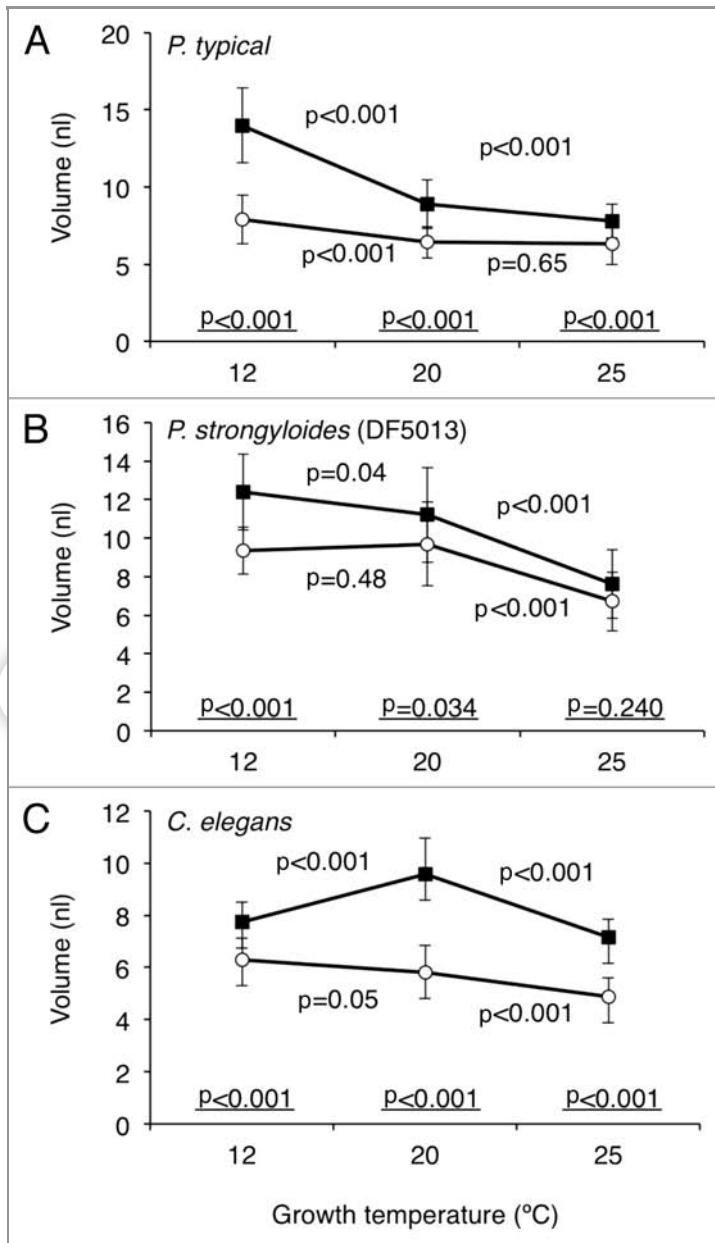 A
P. typical
20
15
10
5
0
Volume (nl)
p<0.001
p<0.001
p<0.001
p=0.65
p<0.001
p<0.001
p<0.001
12
20
25
B
P. strongyloides (DF5013)
16
14
12
10
8
6
4
2
0
Volume (nl)
p=0.04
p<0.001
p=0.48
p<0.001
p<0.001
p=0.034
p=0.240
12
20
25
C
C. elegans
12
10
8
6
4
2
0
Volume (nl)
p<0.001
p<0.001
p=0.05
p<0.001
p<0.001
p<0.001
p<0.001
12
20
25
Growth temperature (ºC)